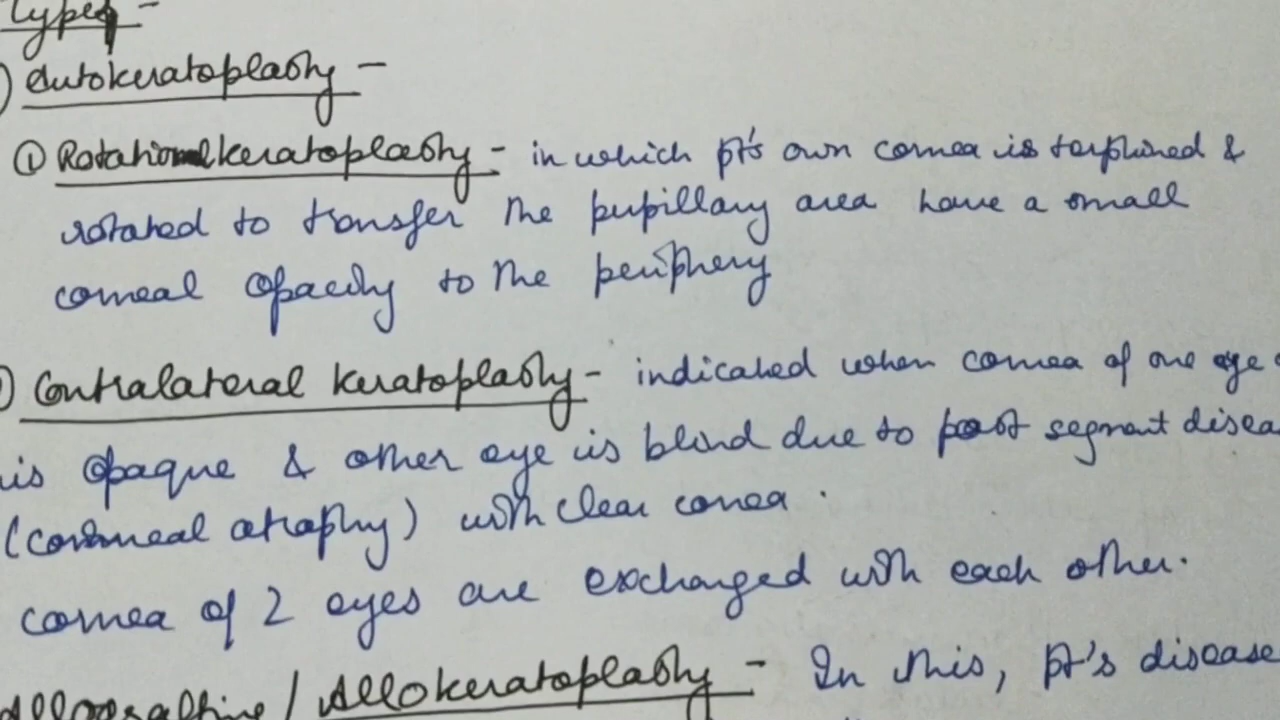 Types -
) Autokeratoplasty -
① Rotational keratoplasty - in which pt's own cornea is terphined &
rotated to transfer the pupillary area have a small
corneal opacity to the periphery
) Contralateral keratoplasty - indicated when cornea of one eye
is opaque & other eye is blind due to post segment disea
(corneal atrophy) with clear cornea.
cornea of 2 eyes are exchanged with each other.
/ Allokeratoplasty - In this, pt's disease